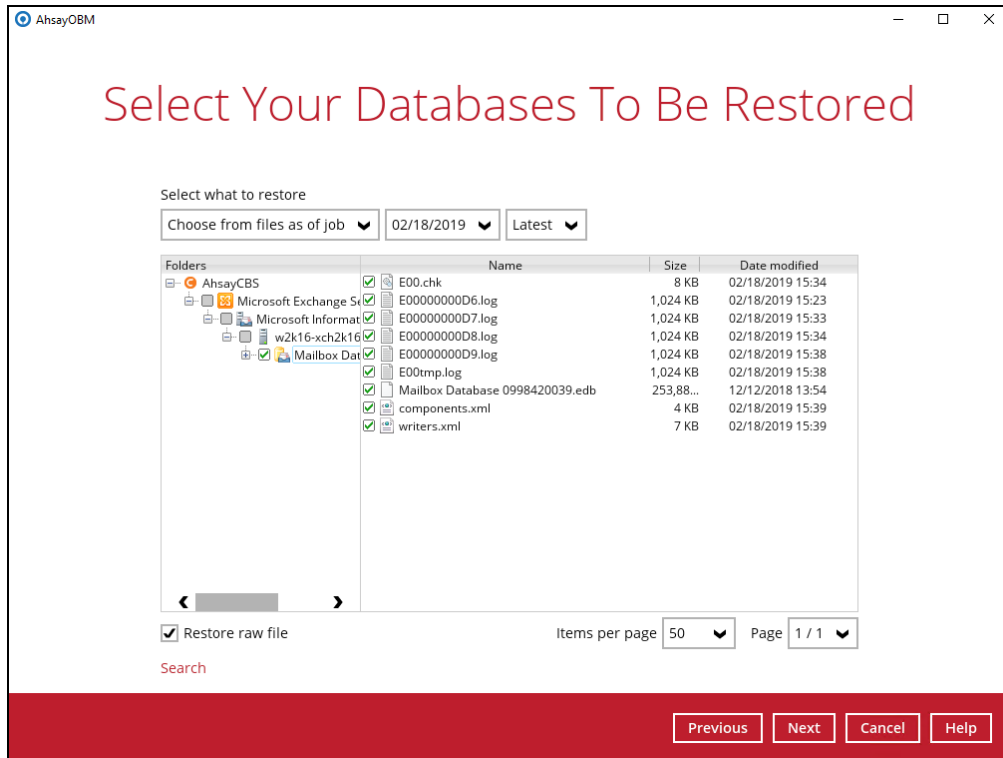 AhsayOBM
Select Your Databases To Be Restored
Select what to restore
Choose from files as of job 02/18/2019 Latest
Folders Name Size Date modified
AhsayCBS E00.chk 8 KB 02/18/2019 15:34
Microsoft Exchange Se E00000000D6.log 1,024 KB 02/18/2019 15:23
Microsoft Informat E00000000D7.log 1,024 KB 02/18/2019 15:33
w2k16-xch2k16 E00000000D8.log 1,024 KB 02/18/2019 15:34
Mailbox Dat E00000000D9.log 1,024 KB 02/18/2019 15:38
E00tmp.log 1,024 KB 02/18/2019 15:38
Mailbox Database 0998420039.edb 253,88... 12/12/2018 13:54
components.xml 4 KB 02/18/2019 15:39
writers.xml 7 KB 02/18/2019 15:39
Restore raw file Items per page 50 Page 1 / 1
Search
Previous Next Cancel Help